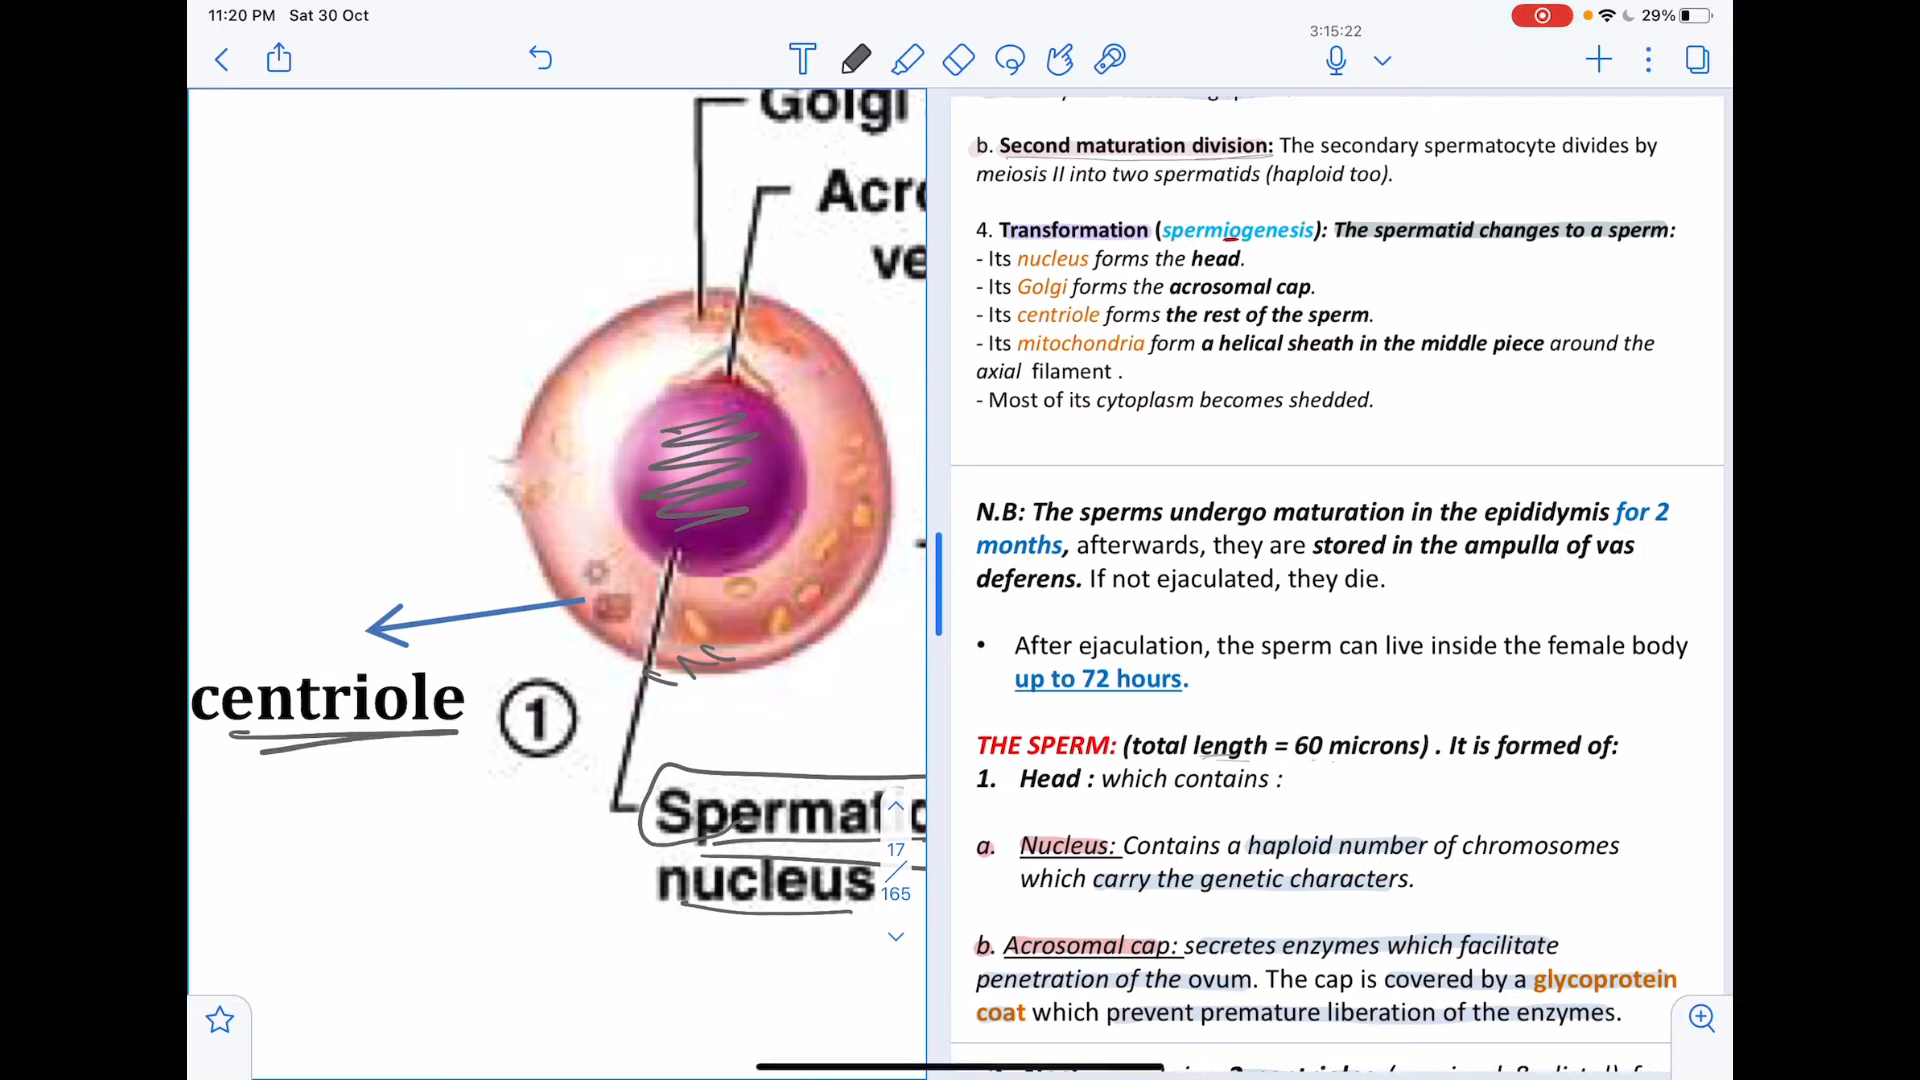 11:20 PM Sat 30 Oct
29%
3:15:22
Golgi
Acro
ve
centriole
1
Spermatid
nucleus
17
165
b. Second maturation division: The secondary spermatocyte divides by
meiosis II into two spermatids (haploid too).
4. Transformation (spermiogenesis): The spermatid changes to a sperm:
- Its nucleus forms the head.
- Its Golgi forms the acrosomal cap.
- Its centriole forms the rest of the sperm.
- Its mitochondria form a helical sheath in the middle piece around the
axial filament .
- Most of its cytoplasm becomes shedded.
N.B: The sperms undergo maturation in the epididymis for 2
months, afterwards, they are stored in the ampulla of vas
deferens. If not ejaculated, they die.
• After ejaculation, the sperm can live inside the female body
up to 72 hours.
THE SPERM: (total length = 60 microns) . It is formed of:
1. Head : which contains :
a. Nucleus: Contains a haploid number of chromosomes
which carry the genetic characters.
b. Acrosomal cap: secretes enzymes which facilitate
penetration of the ovum. The cap is covered by a glycoprotein
coat which prevent premature liberation of the enzymes.